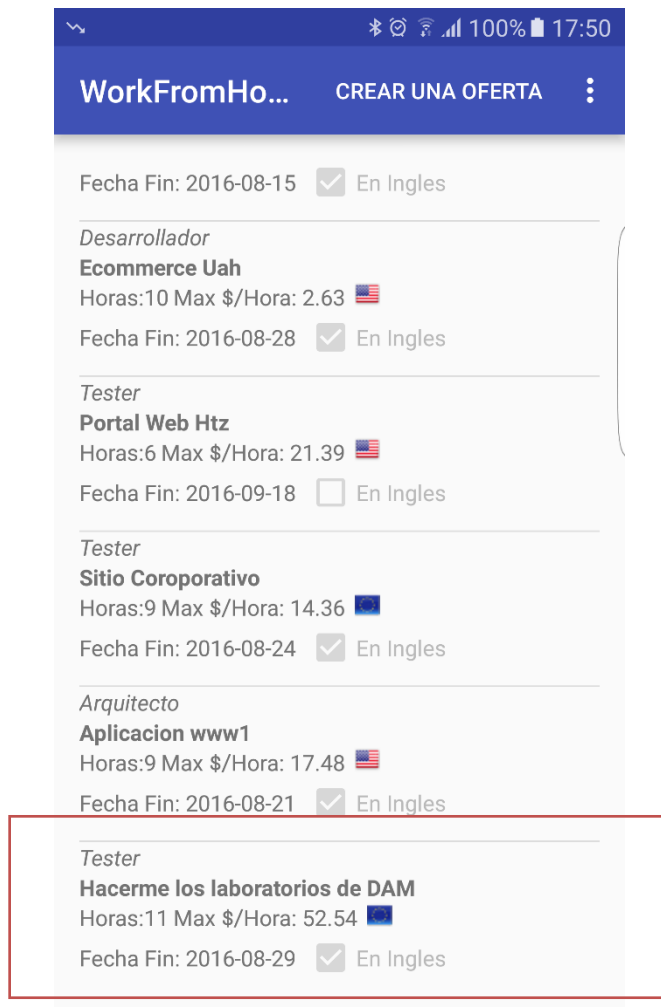 100% 17:50
WorkFromHo... CREAR UNA OFERTA
Fecha Fin: 2016-08-15 En Ingles
Desarrollador
Ecommerce Uah
Horas:10 Max $/Hora: 2.63
Fecha Fin: 2016-08-28 En Ingles
Tester
Portal Web Htz
Horas:6 Max $/Hora: 21.39
Fecha Fin: 2016-09-18 En Ingles
Tester
Sitio Coroporativo
Horas:9 Max $/Hora: 14.36
Fecha Fin: 2016-08-24 En Ingles
Arquitecto
Aplicacion www1
Horas:9 Max $/Hora: 17.48
Fecha Fin: 2016-08-21 En Ingles
Tester
Hacerme los laboratorios de DAM
Horas:11 Max $/Hora: 52.54
Fecha Fin: 2016-08-29 En Ingles